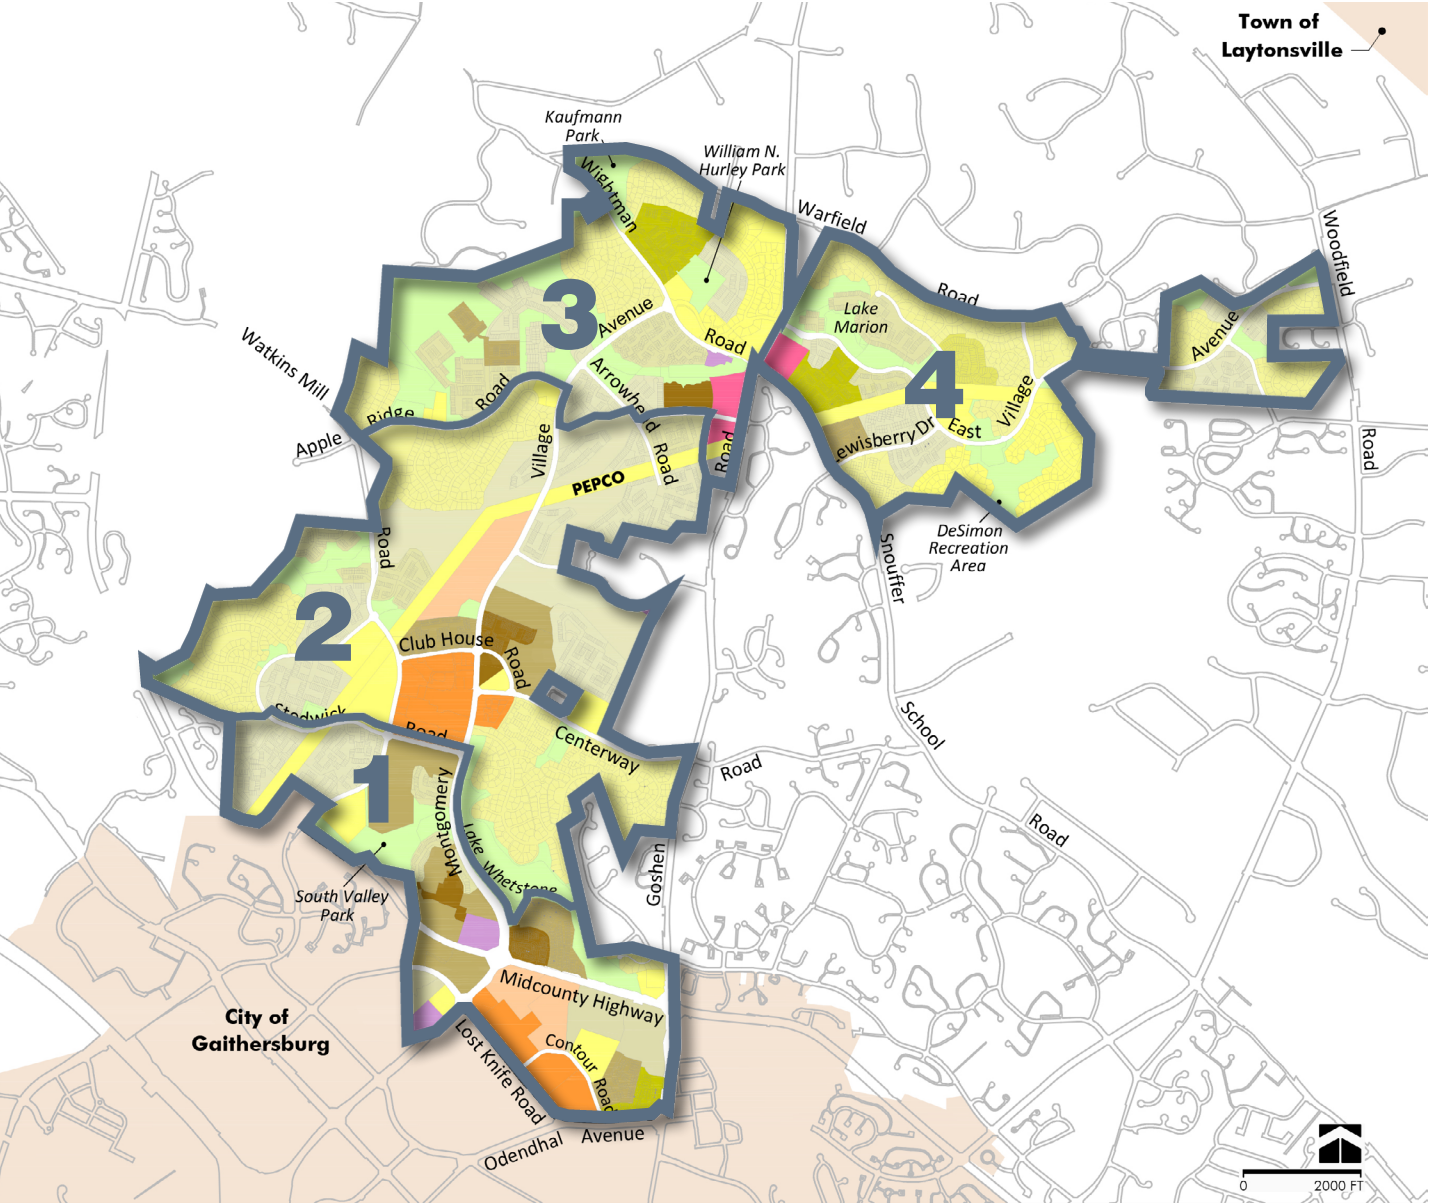 Town of
Laytonsville
Kaufmann
Park
William N.
Hurley Park
Wightman
Warfield
Woodfield
Road
3
Avenue
Lake
Marion
Watkins Mill
Road
Avenue
Arrowhe
d
4
Village
Ridge
Road
Apple
Village
Road
Road
ewisberry Dr
East
Road
PEPCO
DeSimon
Recreation
Area
Road
Snouffer
2
Club House
Road
Stedwick
Road
School
Centerway
Road
1
Montgomery
Lake
Whetstone
Road
Goshen
South Valley
Park
Midcounty Highway
City of
Gaithersburg
Lost Knife Road
Contour
Road
Odendhal
Avenue
0
2000 FT